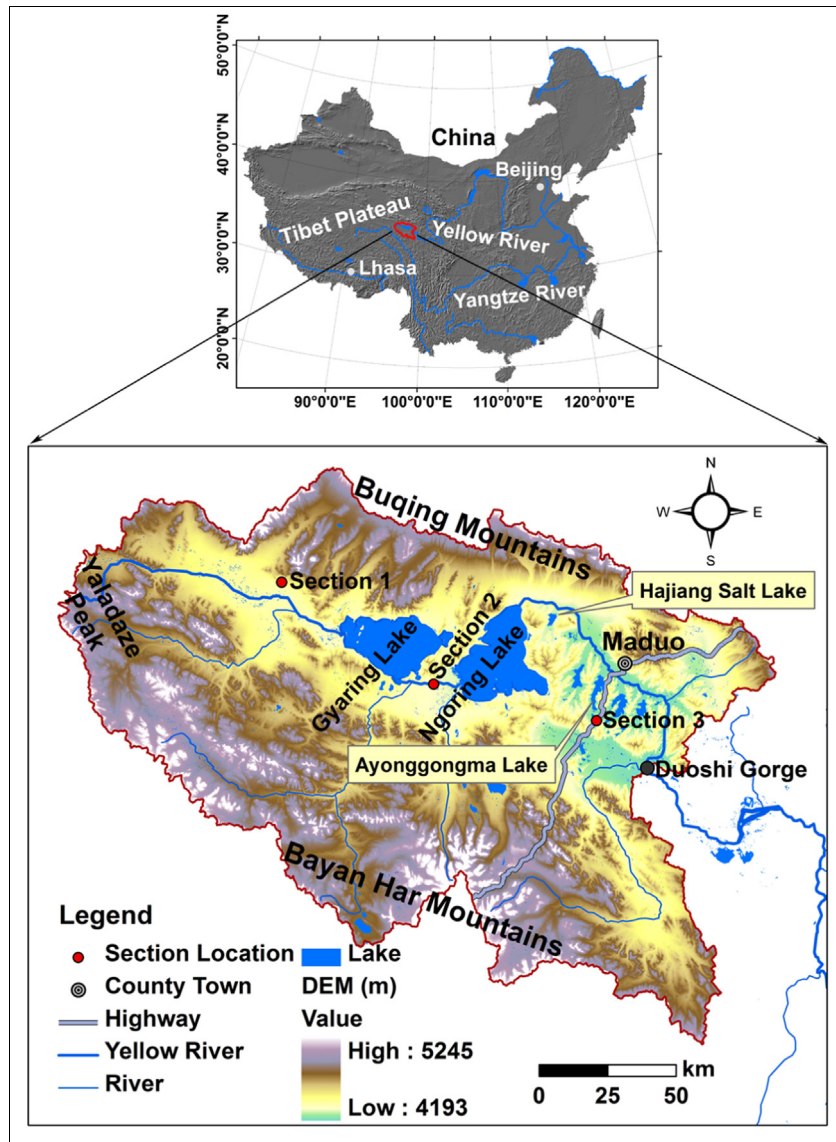 50°0'0"N
40°0'0"N
30°0'0"N
20°0'0"N
China
Beijing
Tibet Plateau
Yellow River
Lhasa
Yangtze River
90°0'0"E
100°0'0"E
110°0'0"E
120°0'0"E
N
W
E
S
Buqing Mountains
Yaladaze
Peak
Section 1
Hajiang Salt Lake
Gyaring Lake
Section 2
Ngoring Lake
Maduo
Section 3
Ayonggongma Lake
Duoshi Gorge
Bayan Har Mountains
Legend
Section Location
County Town
Highway
Yellow River
River
Lake
DEM (m)
Value
High : 5245
Low : 4193
km
0 25 50